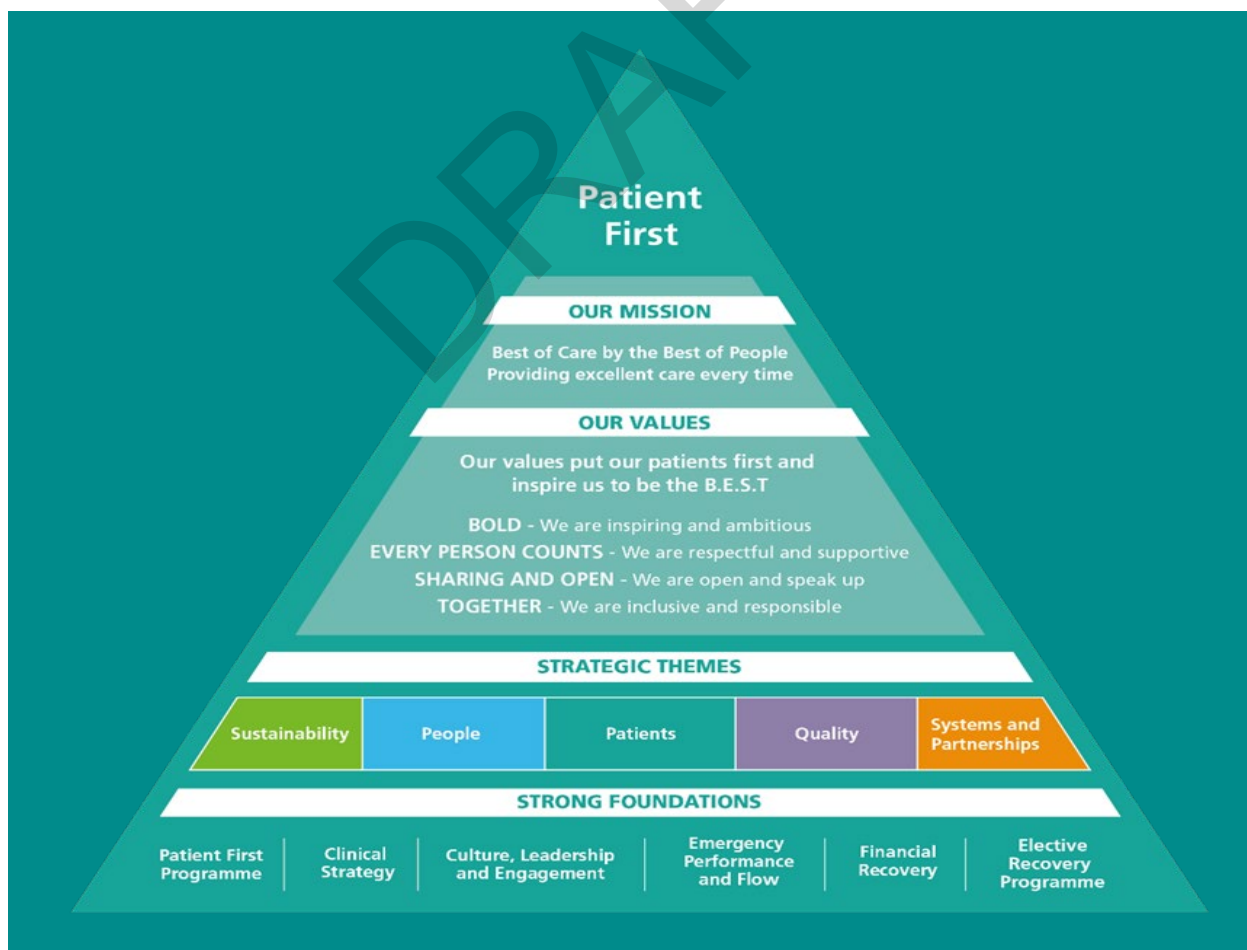 DRAF
Patient
First
OUR MISSION
Best of Care by the Best of People
Providing excellent care every time
OUR VALUES
Our values put our patients first and
inspire us to be the B.E.S.T
BOLD - We are inspiring and ambitious
EVERY PERSON COUNTS - We are respectful and supportive
SHARING AND OPEN - We are open and speak up
TOGETHER - We are inclusive and responsible
STRATEGIC THEMES
Sustainability
People
Patients
Quality
Systems and
Partnerships
STRONG FOUNDATIONS
Patient First
Programme
Clinical
Strategy
Culture, Leadership
and Engagement
Emergency
Performance
and Flow
Financial
Recovery
Elective
Recovery
Programme